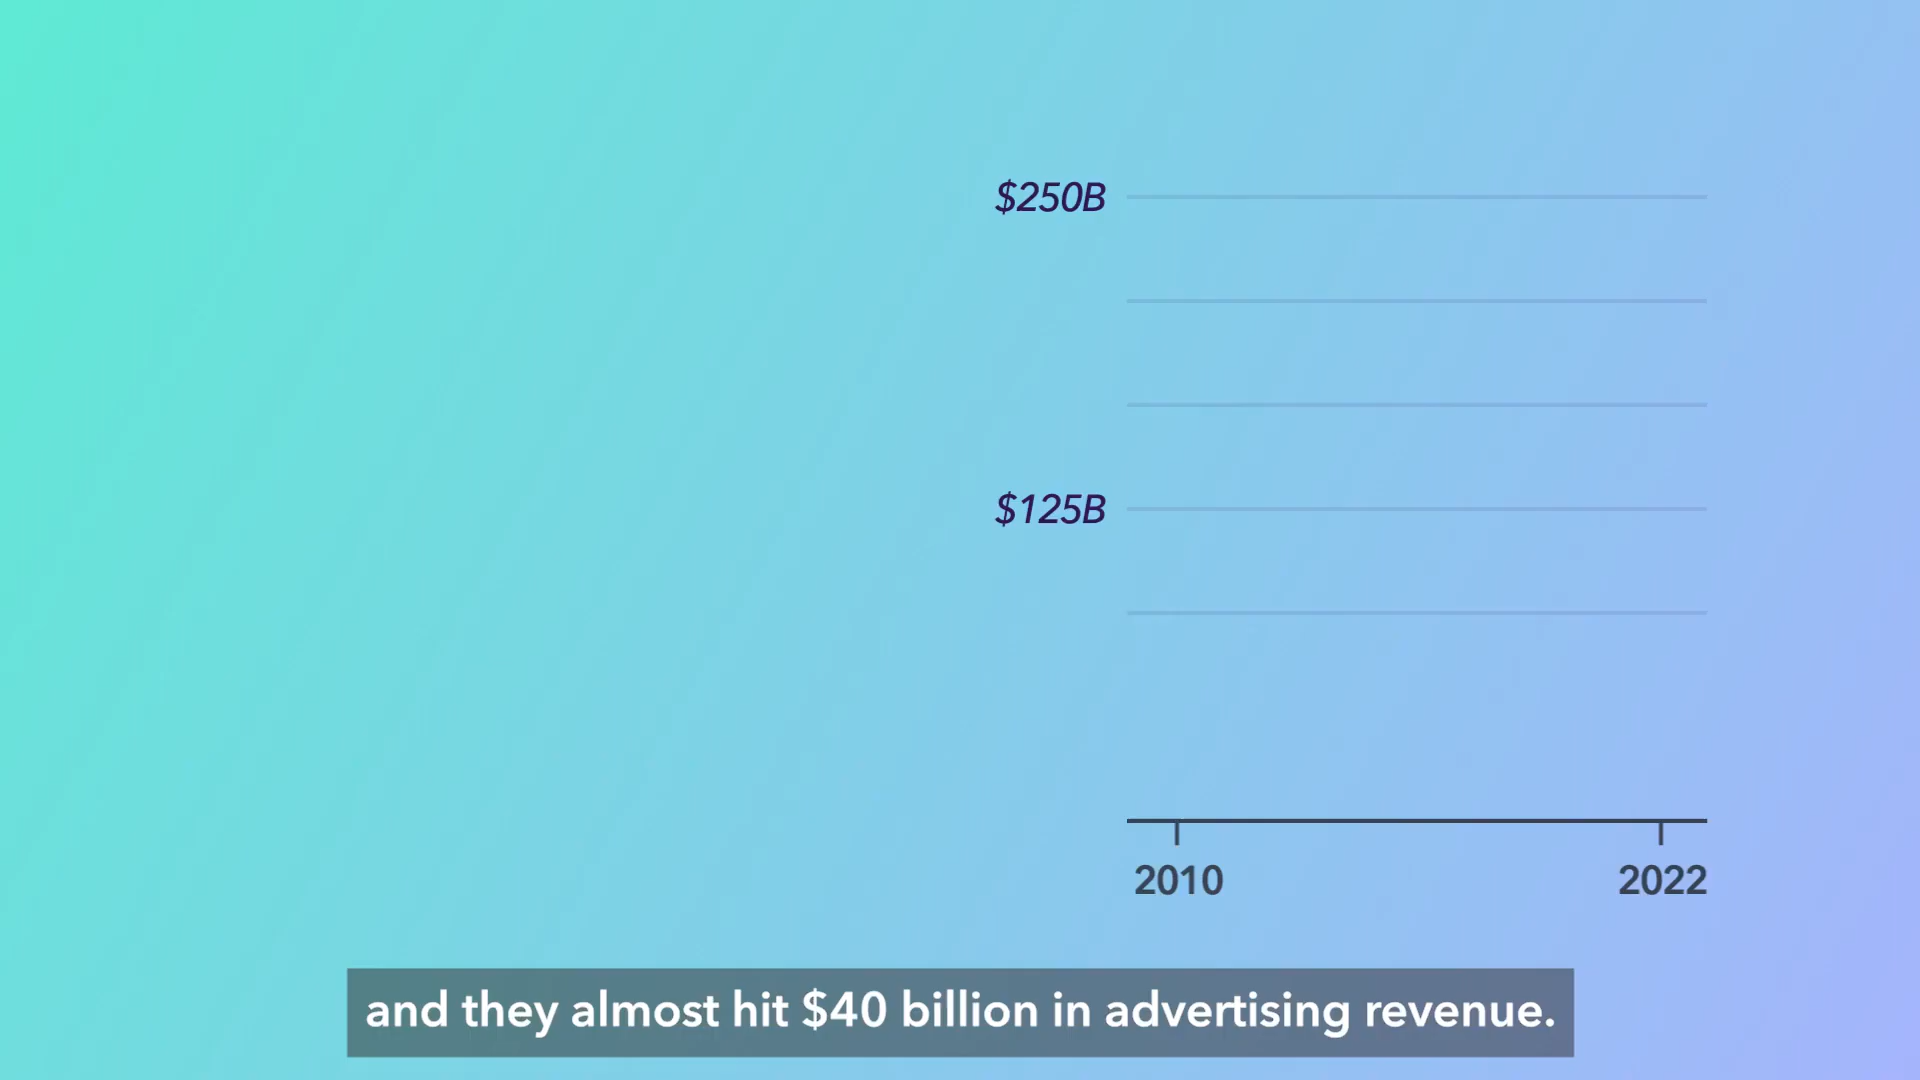 $250B
$125B
2010 2022
and they almost hit $40 billion in advertising revenue.